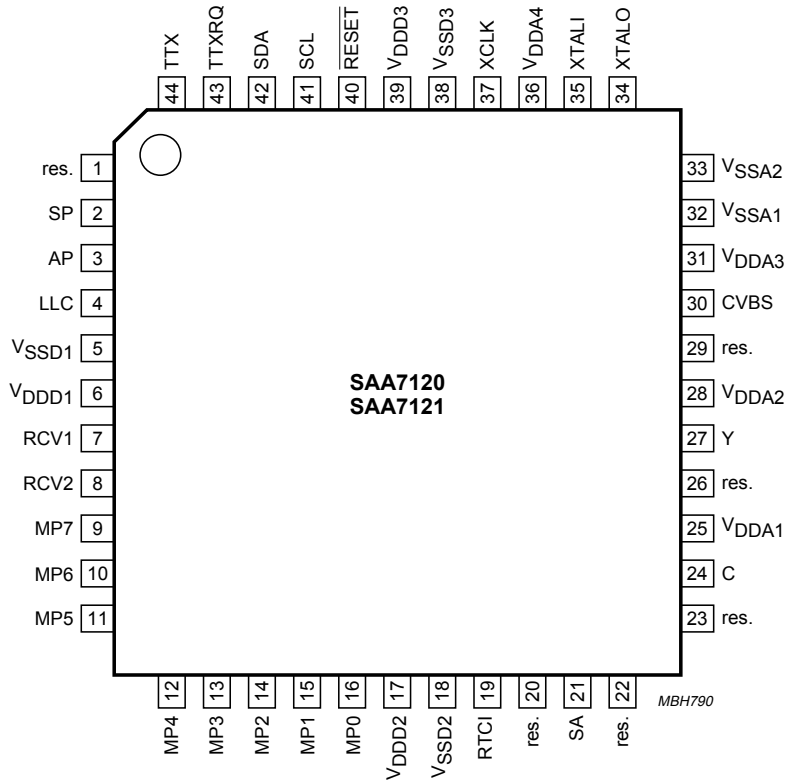 TTX
TTXRQ
SDA
SCL
RESET
VDDD3
VSSD3
XCLK
VDDA4
XTALI
XTALO
44
43
42
41
40
39
38
37
36
35
34
res. 1
SP 2
AP 3
LLC 4
VSSD1 5
VDDD1 6
RCV1 7
RCV2 8
MP7 9
MP6 10
MP5 11
SAA7120
SAA7121
33 VSSA2
32 VSSA1
31 VDDA3
30 CVBS
29 res.
28 VDDA2
27 Y
26 res.
25 VDDA1
24 C
23 res.
12
13
14
15
16
17
18
19
20
21
22
MP4
MP3
MP2
MP1
MP0
VDDD2
VSSD2
RTCI
res.
SA
res.
MBH790